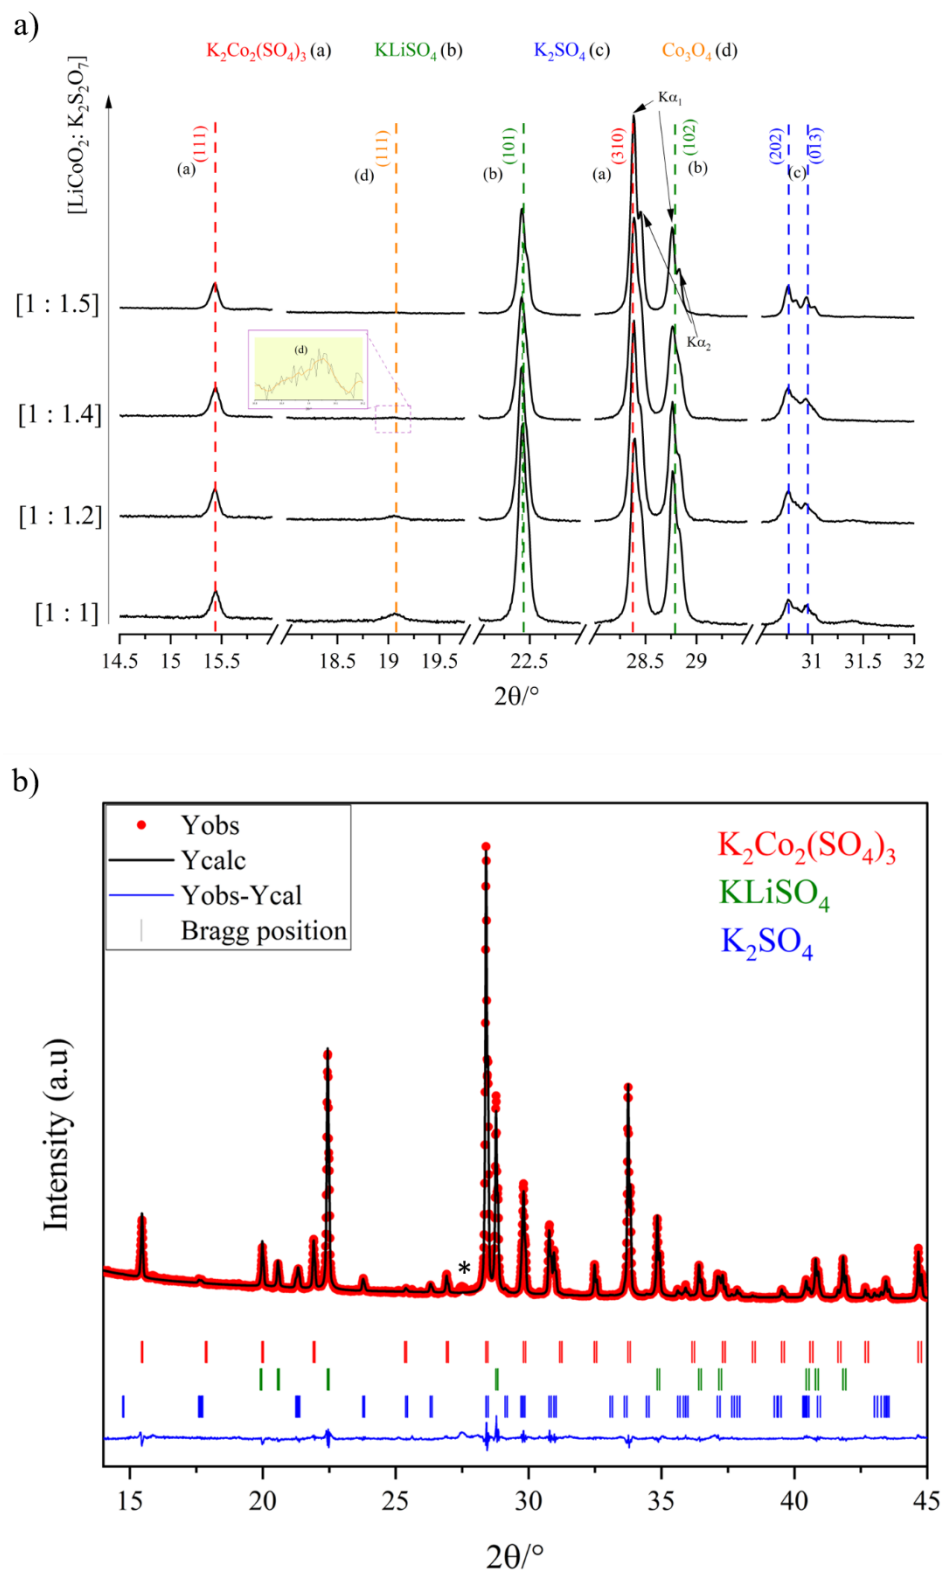 a)
K₂Co₂(SO₄)₃ (a) KLiSO₄ (b) K₂SO₄ (c) Co₃O₄ (d)
[LiCoO₂: K₂S₂O₇]
Kα₁
(a) (111) (d) (111) (b) (101) (a) (310) (102) (b) (202) (c) (013)
[1 : 1.5]
Kα₂
(d)
[1 : 1.4]
[1 : 1.2]
[1 : 1]
14.5 15 15.5 18.5 19 19.5 22.5 28.5 29 31 31.5 32
2θ/°
b)
Yobs
Ycalc
Yobs-Ycal
Bragg position
K₂Co₂(SO₄)₃
KLiSO₄
K₂SO₄
Intensity (a.u)
*
15 20 25 30 35 40 45
2θ/°